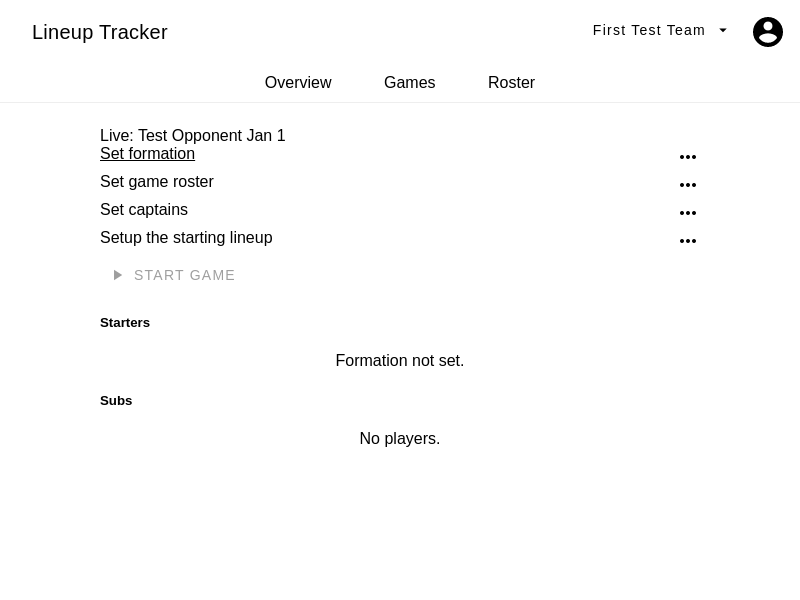 Lineup Tracker
First Test Team
Overview Games Roster
Live: Test Opponent Jan 1
Set formation
Set game roster
Set captains
Setup the starting lineup
START GAME
Starters
Formation not set.
Subs
No players.